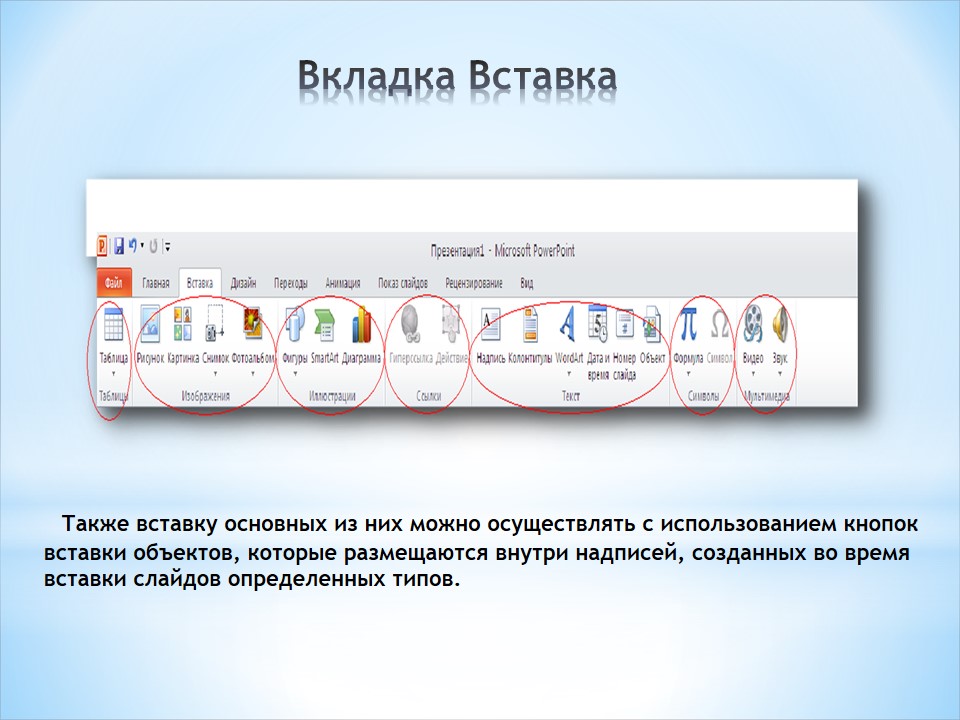 Вкладка Вставка
Презентация1 - Microsoft PowerPoint
Файл Главная Вставка Дизайн Переходы Анимация Показ слайдов Рецензирование Вид
Таблица Рисунок Картинка Снимок Фотоальбом Фигуры SmartArt Диаграмма Гиперссылка Действие Надпись Колонтитулы WordArt Дата и Номер Объект Формула Символ Видео Звук
время слайда
Таблицы Изображения Иллюстрации Ссылки Текст Символы Мультимедиа
Также вставку основных из них можно осуществлять с использованием кнопок
вставки объектов, которые размещаются внутри надписей, созданных во время
вставки слайдов определенных типов.